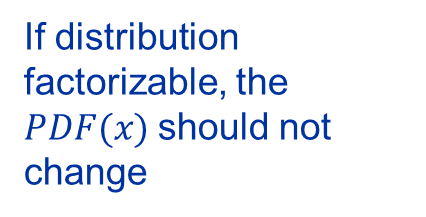 If distribution
factorizable, the
PDF(x) should not
change